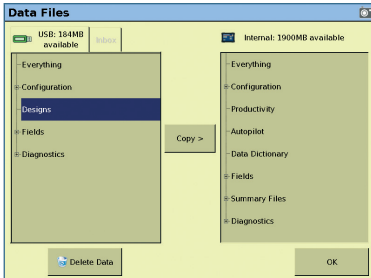 Data Files
USB: 184MB
available
Inbox
Internal: 1900MB available
Everything
Configuration
Designs
Fields
Diagnostics
Copy >
Everything
Configuration
Productivity
Autopilot
Data Dictionary
Fields
Summary Files
Diagnostics
Delete Data
OK